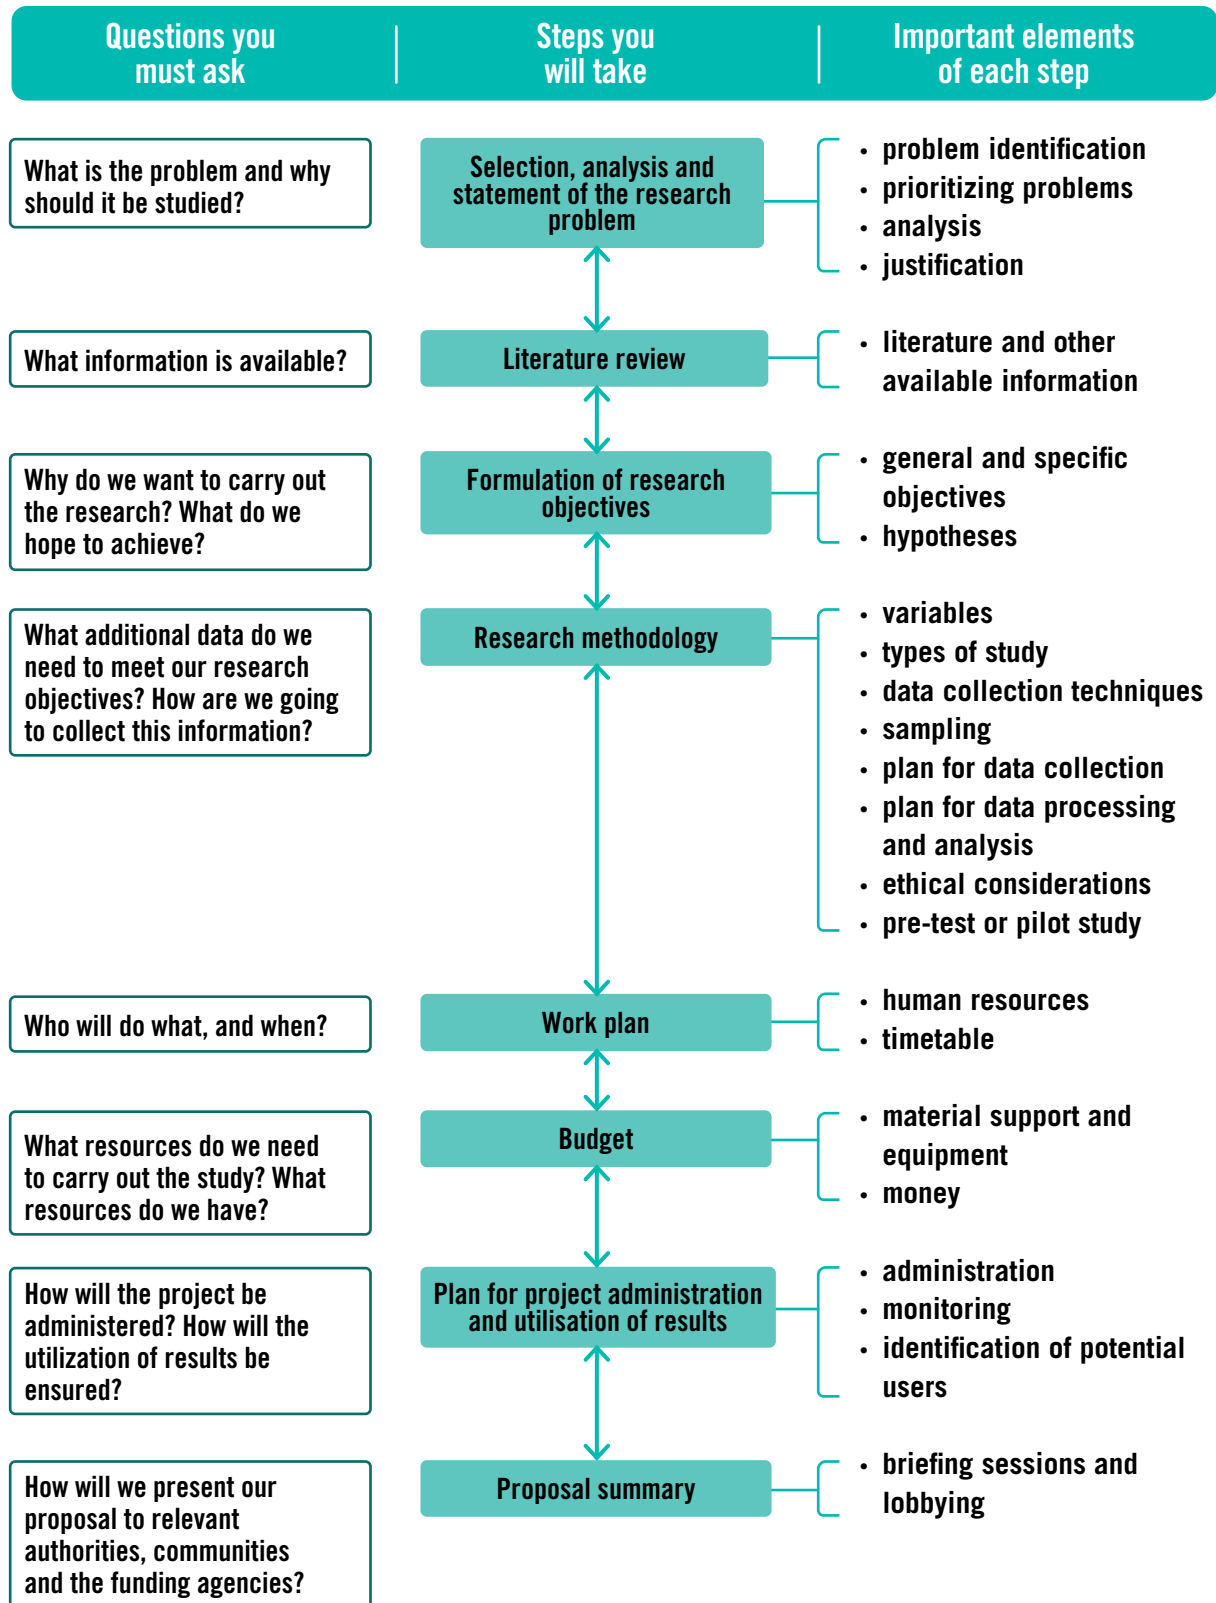 Questions you
must ask
Steps you
will take
Important elements
of each step
What is the problem and why
should it be studied?
Selection, analysis and
statement of the research
problem
• problem identification
• prioritizing problems
• analysis
• justification
What information is available?
Literature review
• literature and other
available information
Why do we want to carry out
the research? What do we
hope to achieve?
Formulation of research
objectives
• general and specific
objectives
• hypotheses
What additional data do we
need to meet our research
objectives? How are we going
to collect this information?
Research methodology
• variables
• types of study
• data collection techniques
• sampling
• plan for data collection
• plan for data processing
and analysis
• ethical considerations
• pre-test or pilot study
Who will do what, and when?
Work plan
• human resources
• timetable
What resources do we need
to carry out the study? What
resources do we have?
Budget
• material support and
equipment
• money
How will the project be
administered? How will the
utilization of results be
ensured?
Plan for project administration
and utilisation of results
• administration
• monitoring
• identification of potential
users
How will we present our
proposal to relevant
authorities, communities
and the funding agencies?
Proposal summary
• briefing sessions and
lobbying